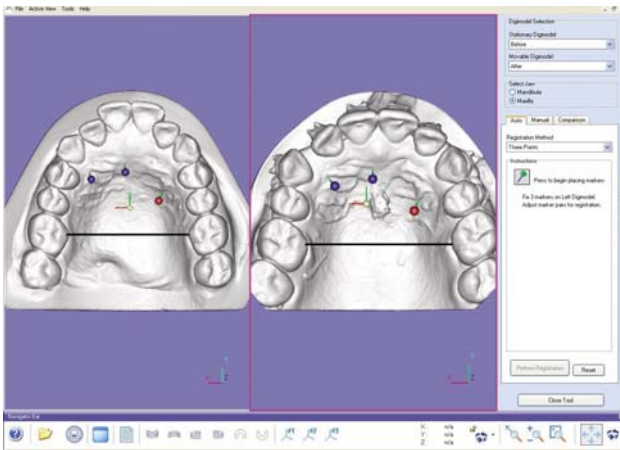 File Active View Tools Help
Digimodel Selection
Stationary Digimodel
Before
Movable Digimodel
After
Select Jaw
Mandible
Maxilla
Auto Manual Comparison
Registration Method
Three Points
Instructions
Press to begin placing markers
Fix 3 markers on Left Digimodel.
Adjust marker pairs for registration.
Perform Registration Reset
Close Tool
Navigator Bar
X: n/a
Y: n/a
Z: n/a